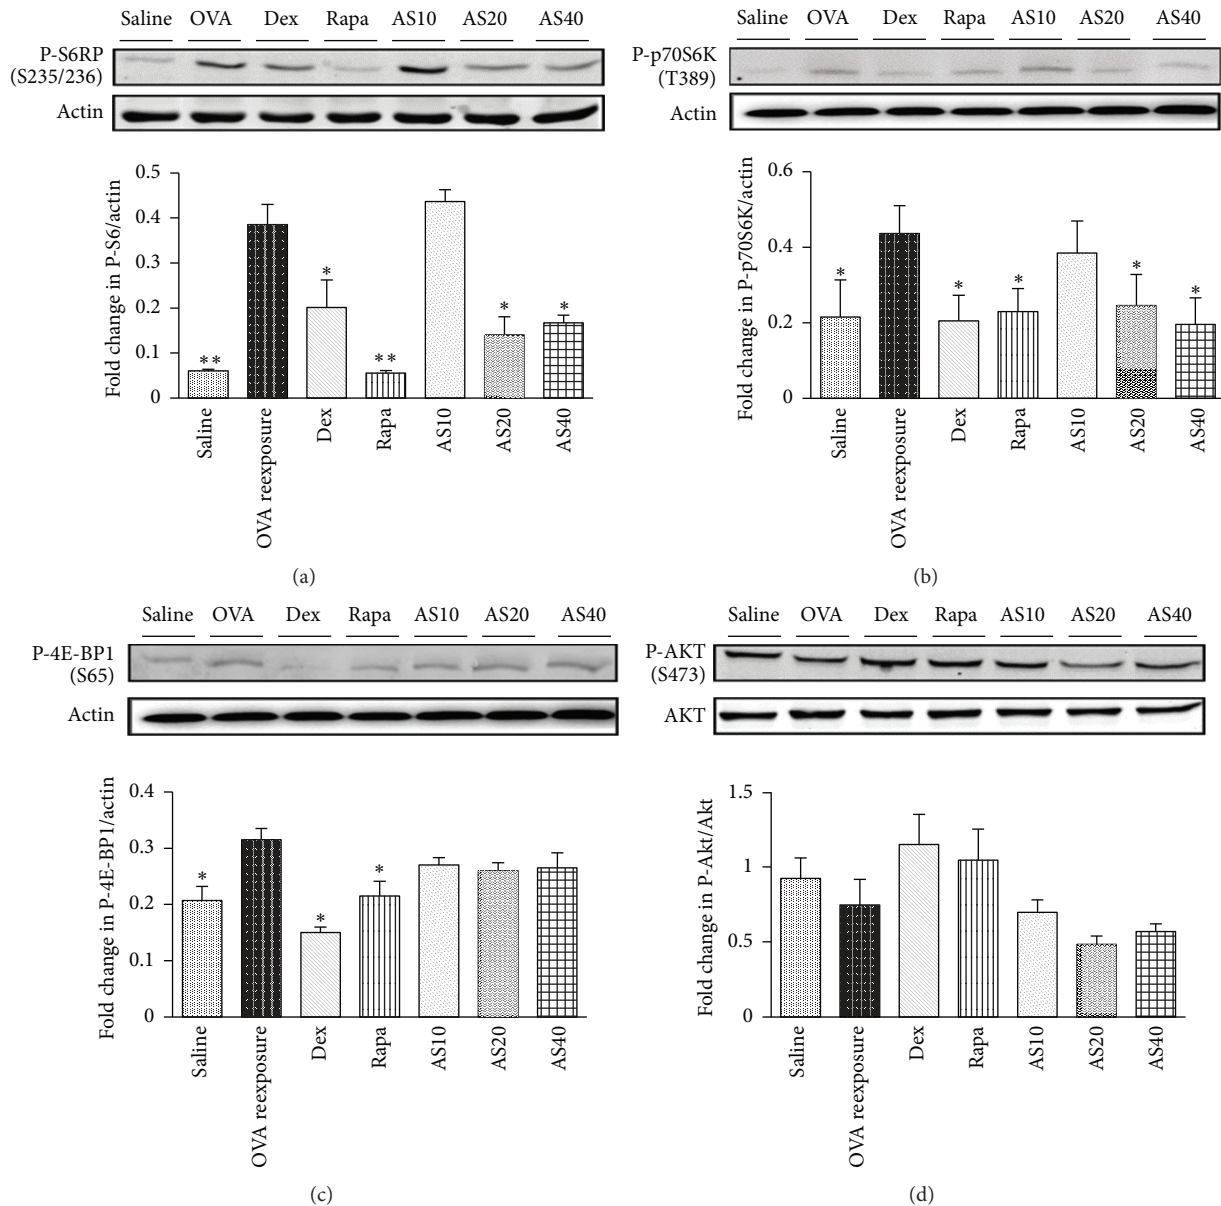 Saline OVA Dex Rapa AS10 AS20 AS40
P-S6RP
(S235/236)
Actin
Fold change in P-S6/actin
0.5
0.4
0.3
0.2
0.1
0
** * ** * *
Saline
OVA reexposure
Dex
Rapa
AS10
AS20
AS40
(a)
Saline OVA Dex Rapa AS10 AS20 AS40
P-p70S6K
(T389)
Actin
Fold change in P-p70S6K/actin
0.6
0.4
0.2
0
* * * * *
Saline
OVA reexposure
Dex
Rapa
AS10
AS20
AS40
(b)
Saline OVA Dex Rapa AS10 AS20 AS40
P-4E-BP1
(S65)
Actin
Fold change in P-4E-BP1/actin
0.4
0.3
0.2
0.1
0
* * *
Saline
OVA reexposure
Dex
Rapa
AS10
AS20
AS40
(c)
Saline OVA Dex Rapa AS10 AS20 AS40
P-AKT
(S473)
AKT
Fold change in P-Akt/Akt
1.5
1
0.5
0
Saline
OVA reexposure
Dex
Rapa
AS10
AS20
AS40
(d)